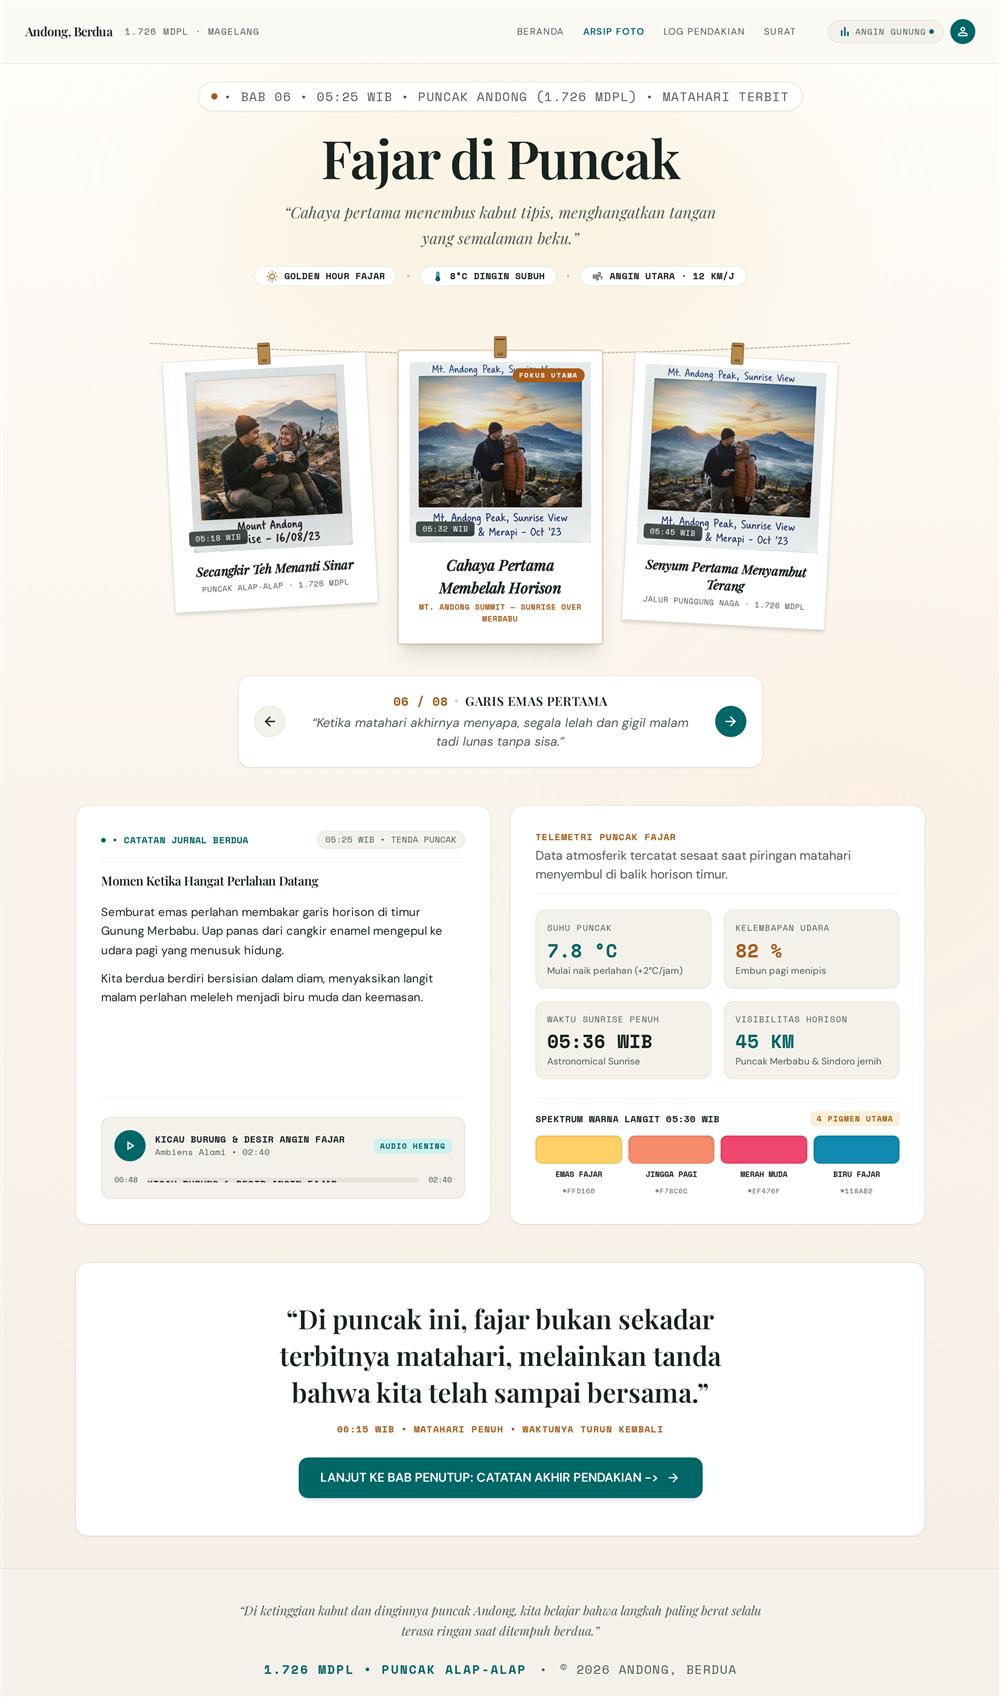 Andong, Berdua 1.726 MDPL · MAGELANG BERANDA ARSIP FOTO LOG PENDAKIAN SURAT ANGIN GUNUNG
• BAB 06 • 05:25 WIB • PUNCAK ANDONG (1.726 MDPL) • MATAHARI TERBIT
Fajar di Puncak
“Cahaya pertama menembus kabut tipis, menghangatkan tangan
yang semalaman beku.”
GOLDEN HOUR FAJAR • 8°C DINGIN SUBUH • ANGIN UTARA · 12 KM/J
Mount Andong
05:18 WIB
ise – 16/08/23
Secangkir Teh Menanti Sinar
PUNCAK ALAP-ALAP · 1.726 MDPL
Mt. Andong Peak, Sunrise View
FOKUS UTAMA
Mt. Andong Peak, Sunrise View
05:32 WIB
& Merapi – Oct '23
Cahaya Pertama
Membelah Horison
MT. ANDONG SUMMIT — SUNRISE OVER
MERBABU
Mt. Andong Peak, Sunrise View
Mt. Andong Peak, Sunrise View
05:45 WIB
& Merapi – Oct '23
Senyum Pertama Menyambut
Terang
JALUR PUNGGUNG NAGA · 1.726 MDPL
06 / 08 • GARIS EMAS PERTAMA
“Ketika matahari akhirnya menyapa, segala lelah dan gigil malam
tadi lunas tanpa sisa.”
• CATATAN JURNAL BERDUA 05:25 WIB • TENDA PUNCAK
Momen Ketika Hangat Perlahan Datang
Semburat emas perlahan membakar garis horison di timur
Gunung Merbabu. Uap panas dari cangkir enamel mengepul ke
udara pagi yang menusuk hidung.
Kita berdua berdiri bersisian dalam diam, menyaksikan langit
malam perlahan meleleh menjadi biru muda dan keemasan.
KICAU BURUNG & DESIR ANGIN FAJAR
Ambiens Alami • 02:40
AUDIO HENING
00:48 KICAU BURUNG & DESIR ANGIN FAJAR 02:40
TELEMETRI PUNCAK FAJAR
Data atmosferik tercatat sesaat saat piringan matahari
menyembul di balik horison timur.
SUHU PUNCAK
7.8 °C
Mulai naik perlahan (+2°C/jam)
KELEMBAPAN UDARA
82 %
Embun pagi menipis
WAKTU SUNRISE PENUH
05:36 WIB
Astronomical Sunrise
VISIBILITAS HORISON
45 KM
Puncak Merbabu & Sindoro jernih
SPEKTRUM WARNA LANGIT 05:30 WIB 4 PIGMEN UTAMA
EMAS FAJAR JINGGA PAGI MERAH MUDA BIRU FAJAR
#FFD166 #F78C6C #EF476F #118AB2
“Di puncak ini, fajar bukan sekadar
terbitnya matahari, melainkan tanda
bahwa kita telah sampai bersama.”
06:15 WIB • MATAHARI PENUH • WAKTUNYA TURUN KEMBALI
LANJUT KE BAB PENUTUP: CATATAN AKHIR PENDAKIAN –>
“Di ketinggian kabut dan dinginnya puncak Andong, kita belajar bahwa langkah paling berat selalu
terasa ringan saat ditempuh berdua.”
1.726 MDPL • PUNCAK ALAP-ALAP • © 2026 ANDONG, BERDUA